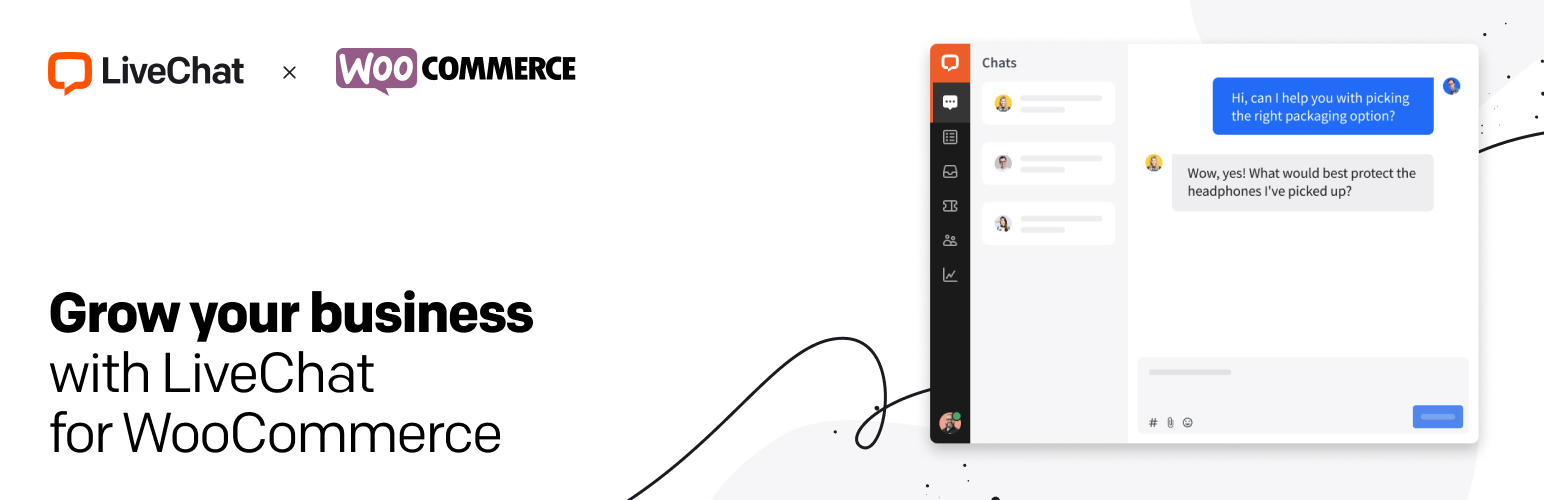 LiveChat × WOO COMMERCE
Grow your business
with LiveChat
for WooCommerce
Chats
Hi, can I help you with picking
the right packaging option?
Wow, yes! What would best protect the
headphones I've picked up?
#